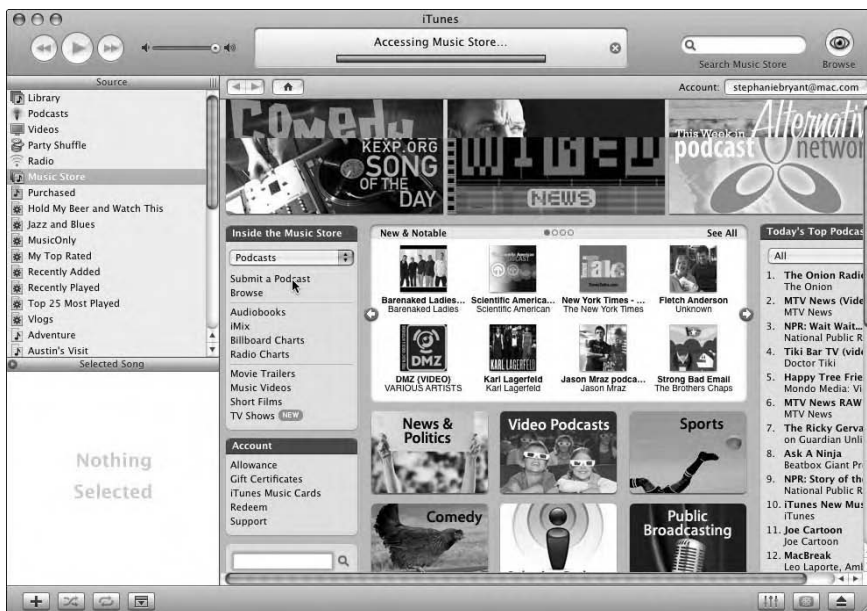 iTunes
Accessing Music Store...
Search Music Store
Browse
Source
Library
Podcasts
Videos
Party Shuffle
Radio
Music Store
Purchased
Hold My Beer and Watch This
Jazz and Blues
MusicOnly
My Top Rated
Recently Added
Recently Played
Top 25 Most Played
Vlogs
Adventure
Austin's Visit
Selected Song
Nothing
Selected
Account: stephaniebryant@mac.com
Comedy
KEXP.ORG
SONG
OF THE
DAY
WIRED
NEWS
This Week in
podcast
Inside the Music Store
Podcasts
Submit a Podcast
Browse
Audiobooks
iMix
Billboard Charts
Radio Charts
Movie Trailers
Music Videos
Short Films
TV Shows NEW
Account
Allowance
Gift Certificates
iTunes Music Cards
Redeem
Support
New & Notable
See All
Barenaked Ladies... Scientific America... New York Times - ... Fletch Anderson
Barenaked Ladies Scientific American The New York Times Unknown
DMZ
KARL LAGERFELD
DMZ (VIDEO) Karl Lagerfeld Jason Mraz podca... Strong Bad Email
VARIOUS ARTISTS Karl Lagerfeld Jason Mraz The Brothers Chaps
News &
Politics
Video Podcasts
Sports
Comedy
Public
Broadcasting
Today's Top Podcas
All
1. The Onion Radi
The Onion
2. MTV News (Vide
MTV News
3. NPR: Wait Wait...
National Public R
4. Tiki Bar TV (vide
Doctor Tiki
5. Happy Tree Frie
Mondo Media: Vi
6. MTV News RAW
MTV News
7. The Ricky Gerva
on Guardian Unli
8. Ask A Ninja
Beatbox Giant Pr
9. NPR: Story of th
National Public R
10. iTunes New Mus
iTunes
11. Joe Cartoon
Joe Cartoon
12. MacBreak
Leo Laporte, Aml